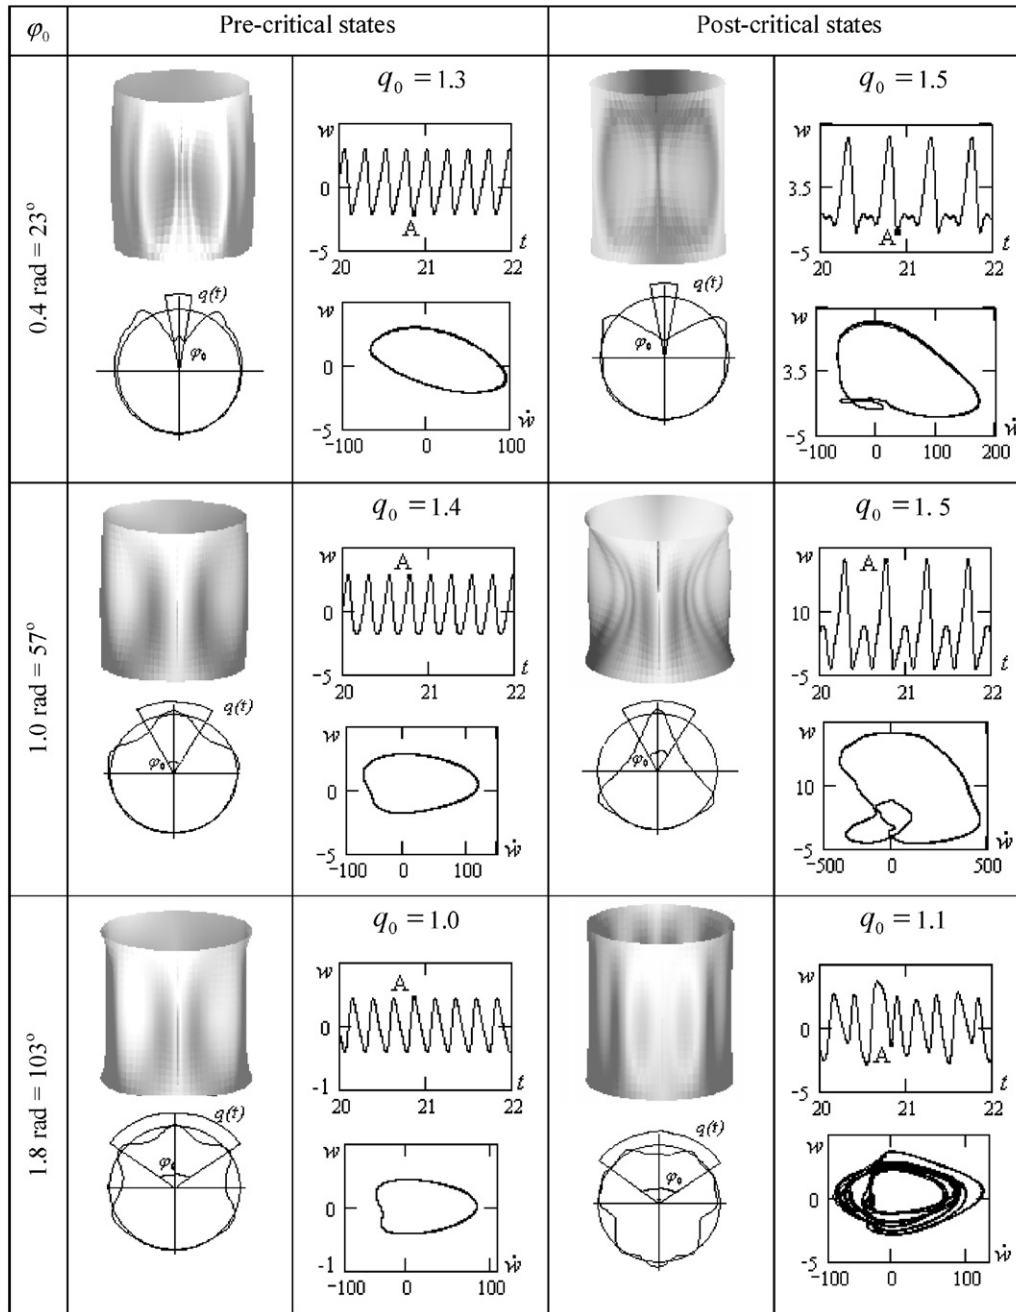 φ₀ Pre-critical states Post-critical states
0.4 rad = 23°
q₀ = 1.3
w
0
A
-5
t
20 21 22
q(t)
φ₀
w
0
-5
ẇ
-100 0 100
q₀ = 1.5
w
3.5
A
-5
t
20 21 22
q(t)
φ₀
w
3.5
-5
ẇ
-100 0 100 200
1.0 rad = 57°
q₀ = 1.4
w
A
0
-5
t
20 21 22
q(t)
φ₀
w
0
-5
ẇ
-100 0 100
q₀ = 1.5
w
A
10
-5
t
20 21 22
q(t)
φ₀
w
10
-5
ẇ
-500 0 500
1.8 rad = 103°
q₀ = 1.0
w
A
0
-1
t
20 21 22
q(t)
φ₀
w
0
-1
ẇ
-100 0 100
q₀ = 1.1
w
0
A
-5
t
20 21 22
q(t)
φ₀
w
0
-5
ẇ
0 100